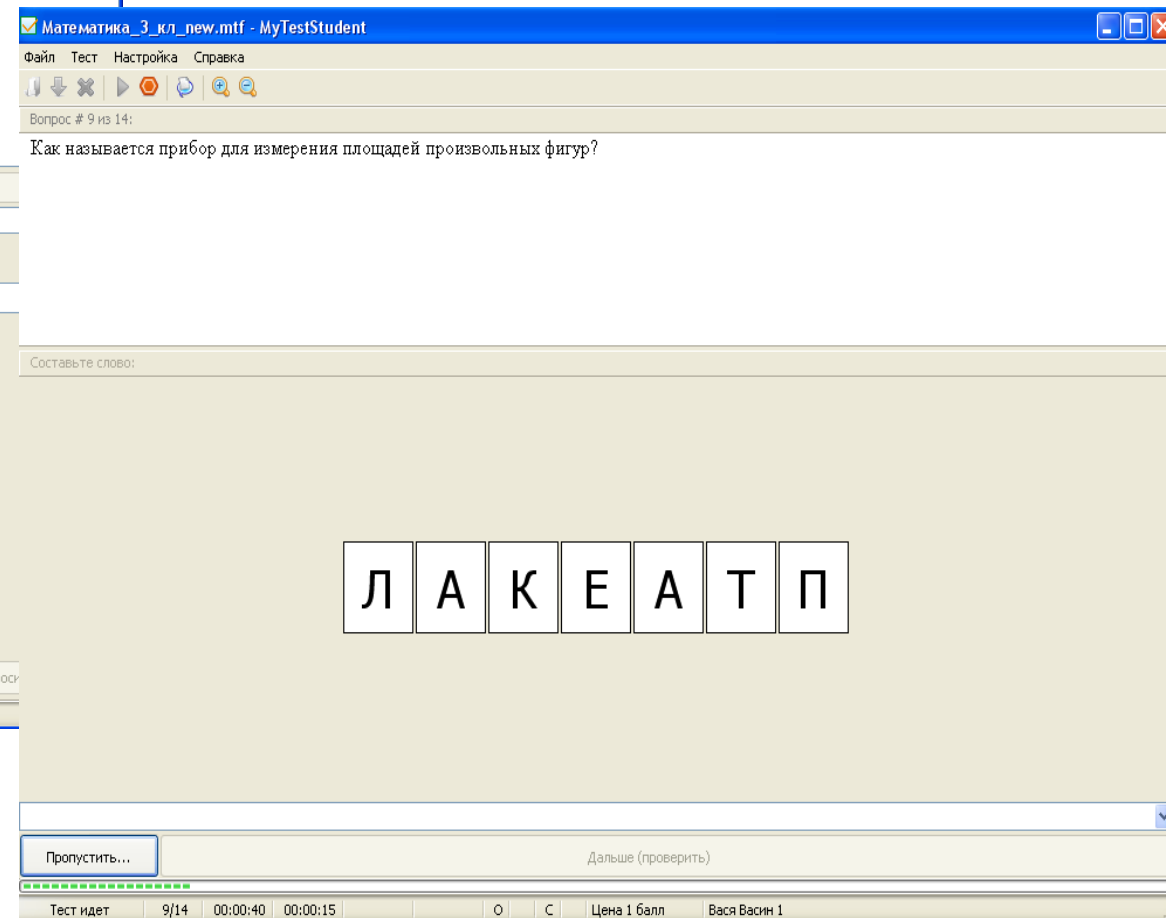 Математика_3_кл_new.mtf - MyTestStudent
Файл Тест Настройка Справка
Вопрос # 9 из 14:
Как называется прибор для измерения площадей произвольных фигур?
Составьте слово:
Л А К Е А Т П
Пропустить... Дальше (проверить)
Тест идет 9/14 00:00:40 00:00:15 О С Цена 1 балл Вася Васин 1